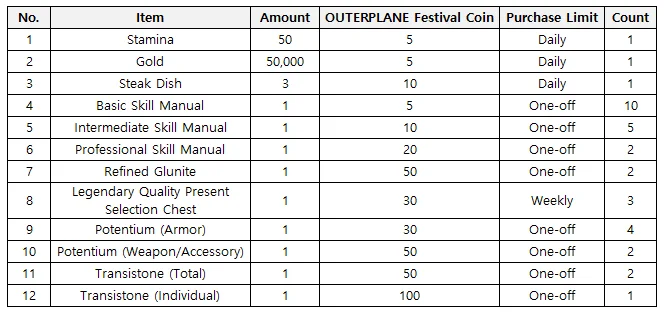 No. Item Amount OUTERPLANE Festival Coin Purchase Limit Count
1 Stamina 50 5 Daily 1
2 Gold 50,000 5 Daily 1
3 Steak Dish 3 10 Daily 1
4 Basic Skill Manual 1 5 One-off 10
5 Intermediate Skill Manual 1 10 One-off 5
6 Professional Skill Manual 1 20 One-off 2
7 Refined Glunite 1 50 One-off 2
8 Legendary Quality Present
Selection Chest 1 30 Weekly 3
9 Potentium (Armor) 1 30 One-off 4
10 Potentium (Weapon/Accessory) 1 50 One-off 2
11 Transistone (Total) 1 50 One-off 2
12 Transistone (Individual) 1 100 One-off 1